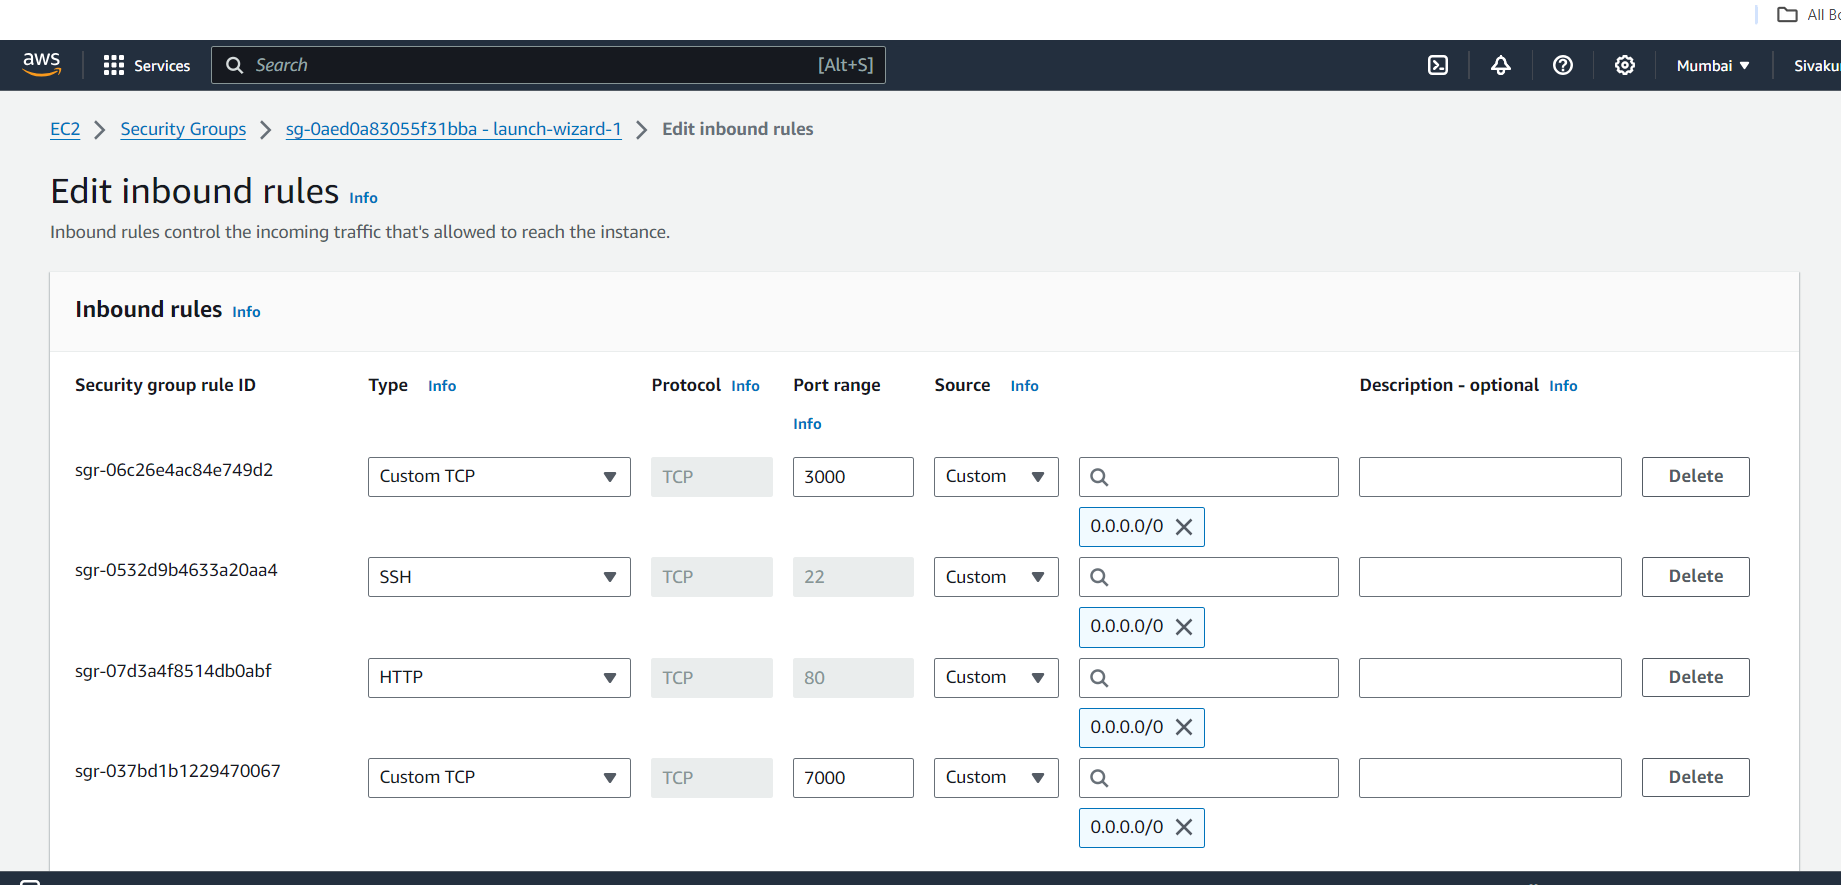 All Bo
aws Services Search [Alt+S] Mumbai Sivaku
EC2 Security Groups sg-0aed0a83055f31bba - launch-wizard-1 Edit inbound rules
Edit inbound rules Info
Inbound rules control the incoming traffic that's allowed to reach the instance.
Inbound rules Info
Security group rule ID Type Info Protocol Info Port range Source Info Description - optional Info
Info
sgr-06c26e4ac84e749d2 Custom TCP TCP 3000 Custom Delete
0.0.0.0/0
sgr-0532d9b4633a20aa4 SSH TCP 22 Custom Delete
0.0.0.0/0
sgr-07d3a4f8514db0abf HTTP TCP 80 Custom Delete
0.0.0.0/0
sgr-037bd1b1229470067 Custom TCP TCP 7000 Custom Delete
0.0.0.0/0